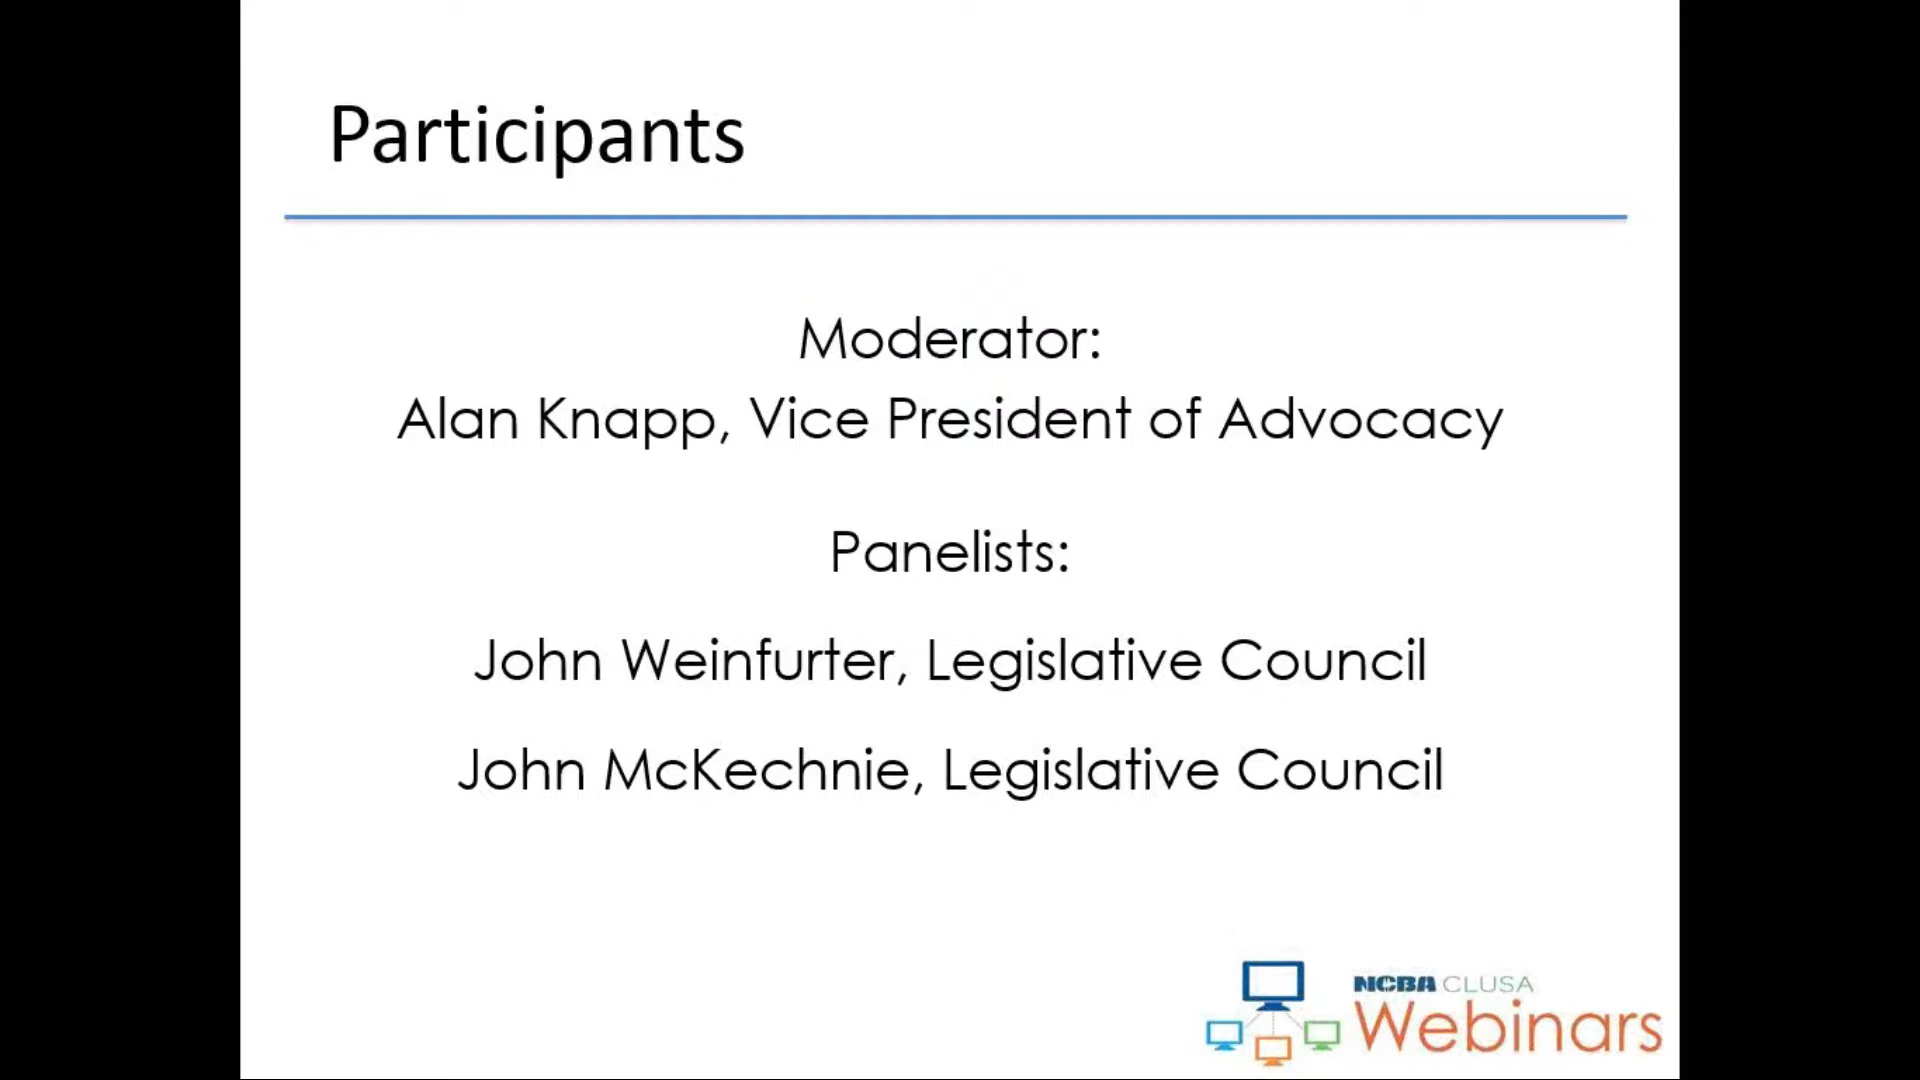 Participants
Moderator:
Alan Knapp, Vice President of Advocacy
Panelists:
John Weinfurter, Legislative Council
John McKechnie, Legislative Council
NCBA CLUSA
Webinars